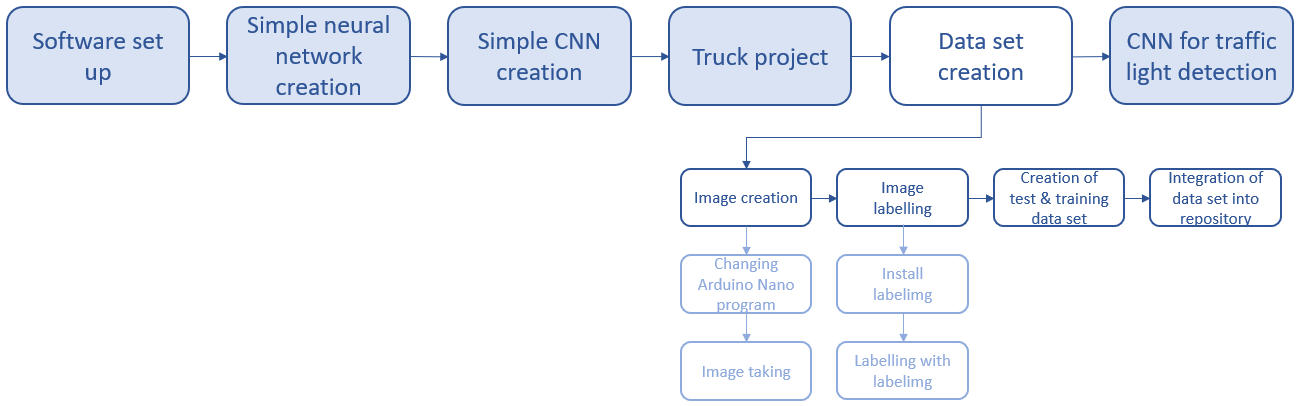 Software set
up
Simple neural
network
creation
Simple CNN
creation
Truck project
Data set
creation
CNN for traffic
light detection
Image creation
Image
labelling
Creation of
test & training
data set
Integration of
data set into
repository
Changing
Arduino Nano
program
Install
labelimg
Image taking
Labelling with
labelimg